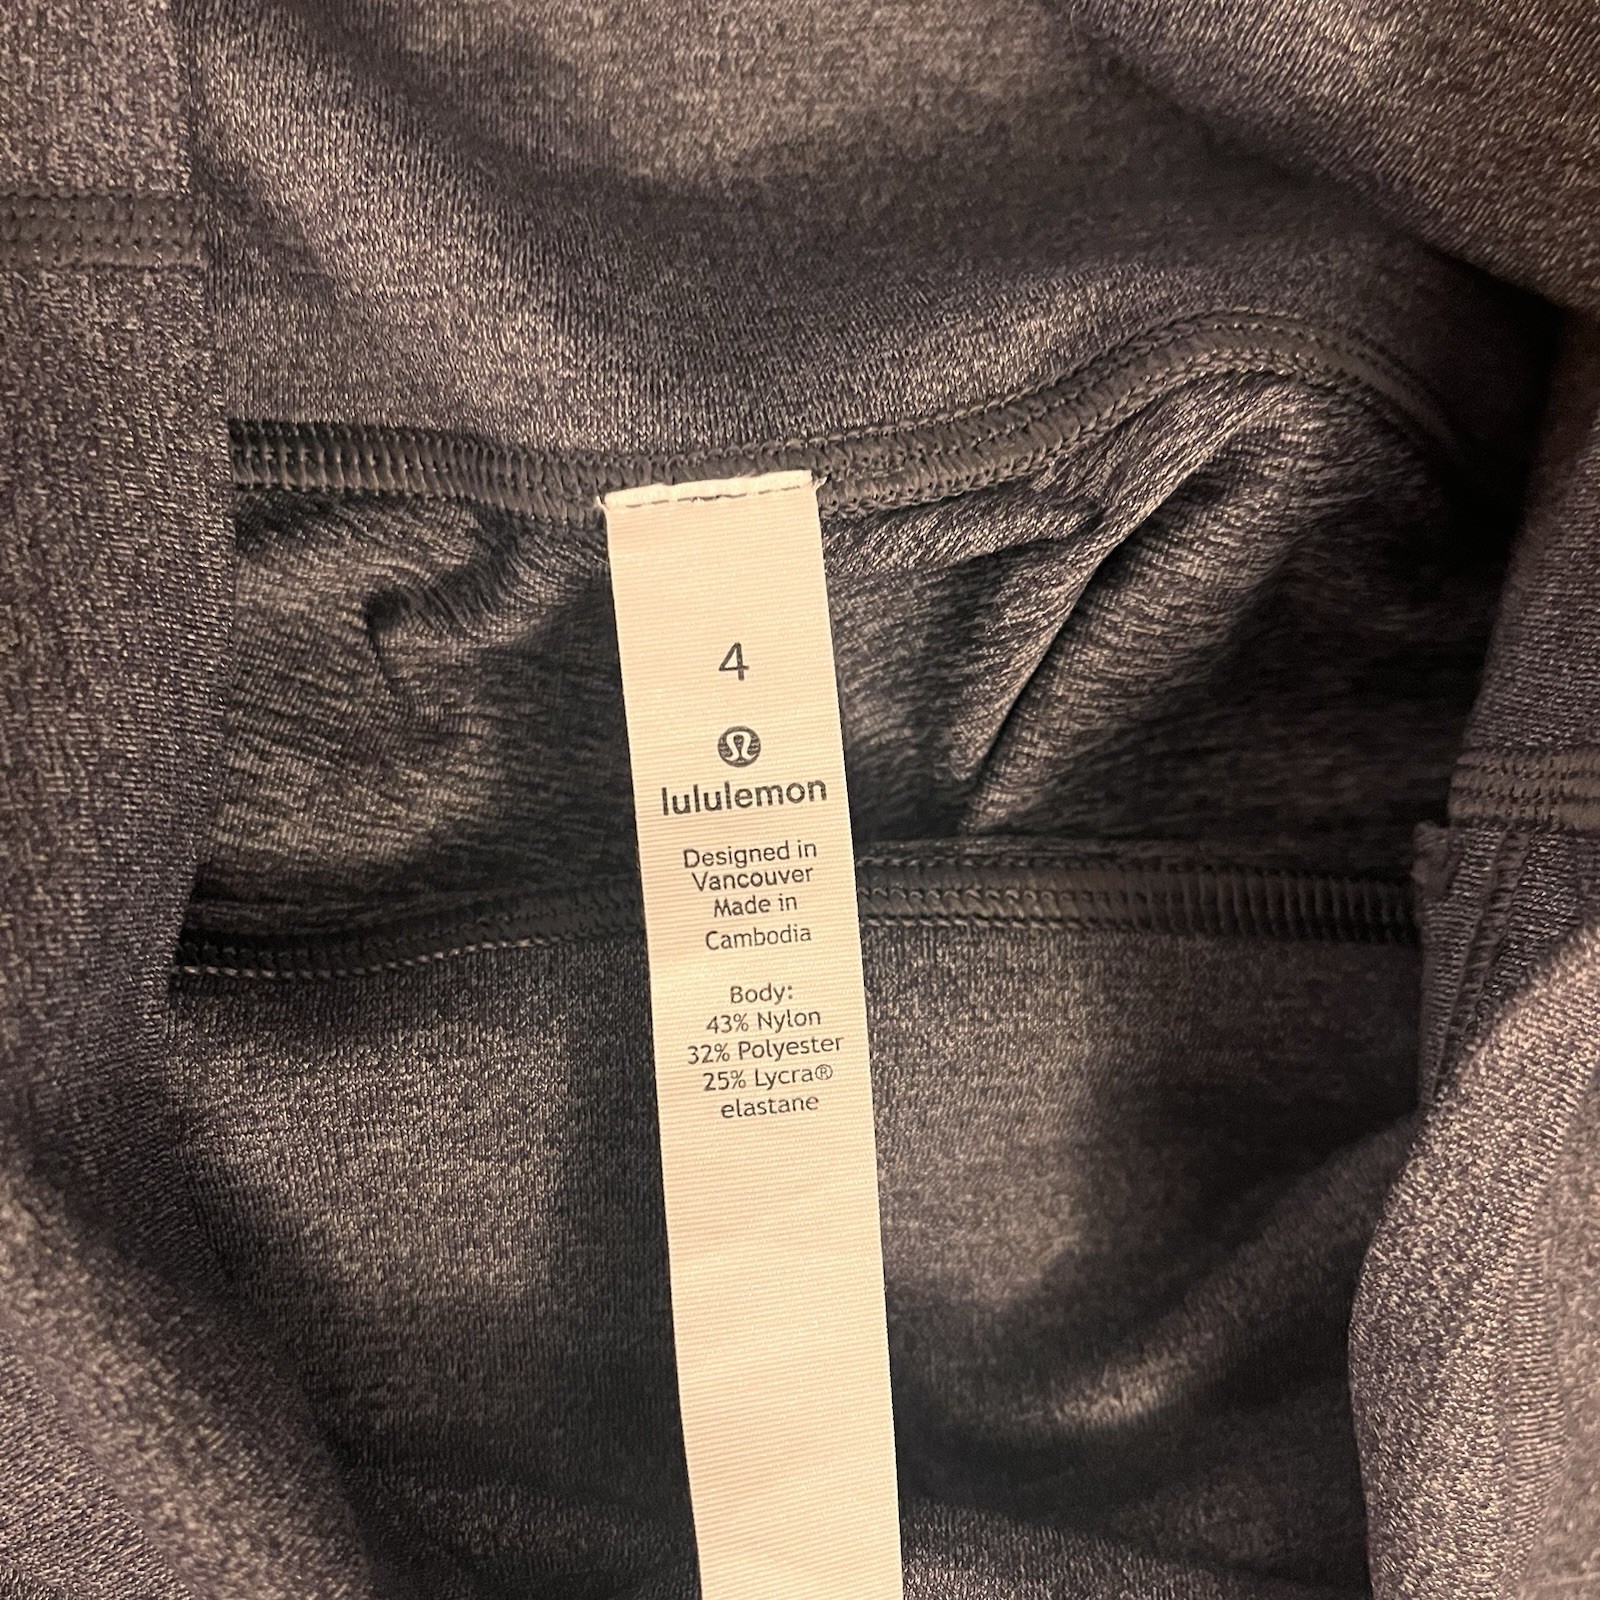 4
lululemon
Designed in
Vancouver
Made in
Cambodia
Body:
43% Nylon
32% Polyester
25% Lycra®
elastane